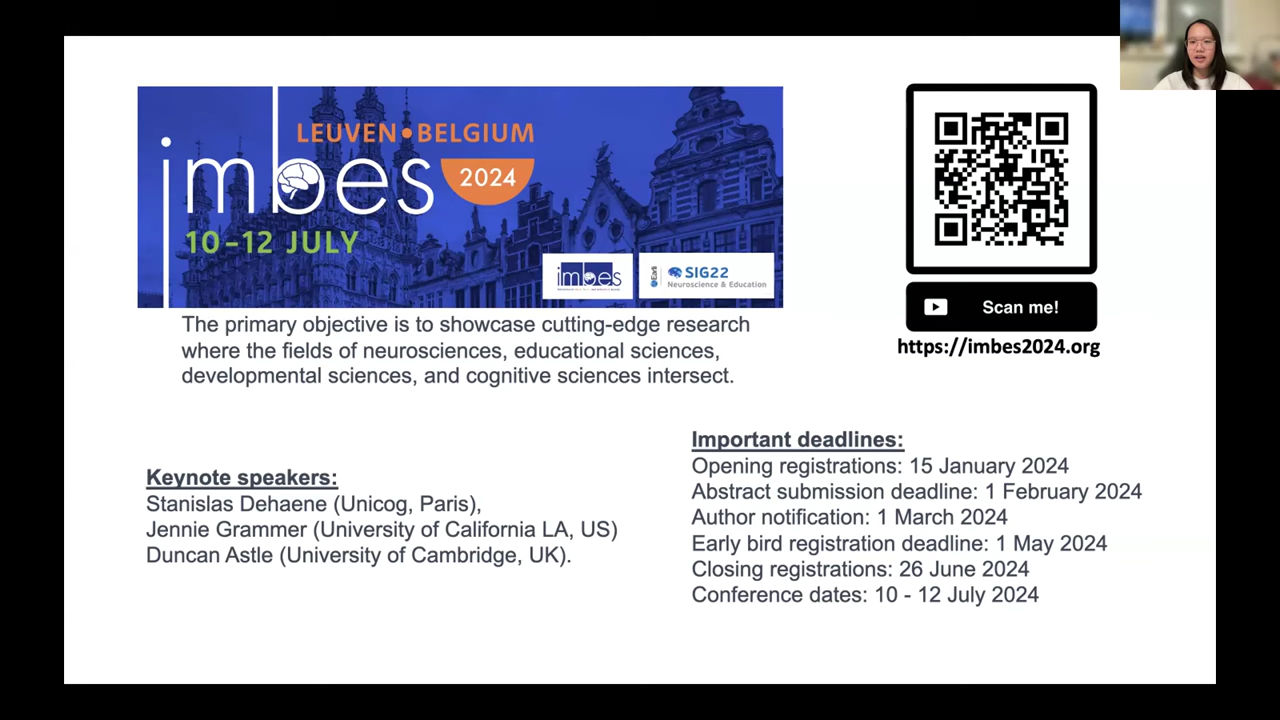 LEUVEN•BELGIUM
imbes
2024
10-12 JULY
imbes
Earli
SIG22
Neuroscience & Education
Scan me!
https://imbes2024.org
The primary objective is to showcase cutting-edge research
where the fields of neurosciences, educational sciences,
developmental sciences, and cognitive sciences intersect.
Keynote speakers:
Stanislas Dehaene (Unicog, Paris),
Jennie Grammer (University of California LA, US)
Duncan Astle (University of Cambridge, UK).
Important deadlines:
Opening registrations: 15 January 2024
Abstract submission deadline: 1 February 2024
Author notification: 1 March 2024
Early bird registration deadline: 1 May 2024
Closing registrations: 26 June 2024
Conference dates: 10 - 12 July 2024